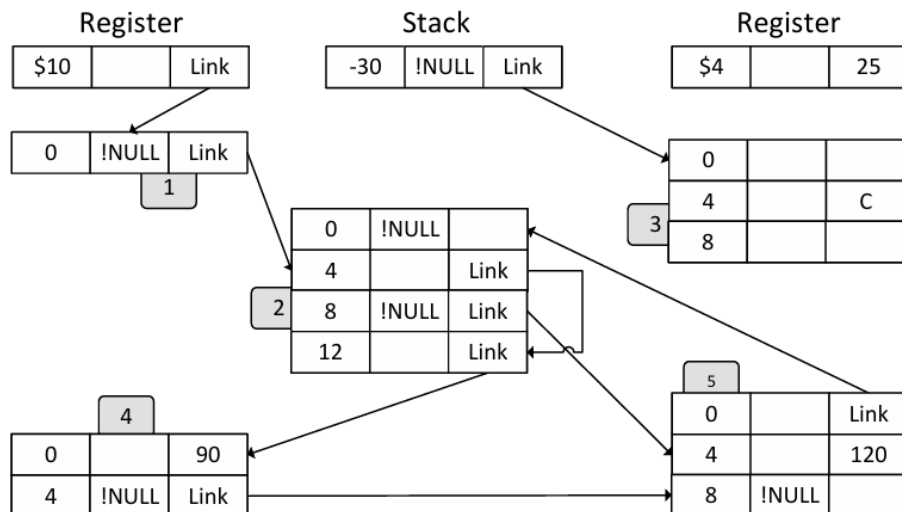 Register
Stack
Register
$10 Link
-30 !NULL Link
$4 25
0 !NULL Link
1
0
4 C
8
3
0 !NULL
4 Link
8 !NULL Link
12 Link
2
4
0 90
4 !NULL Link
5
0 Link
4 120
8 !NULL